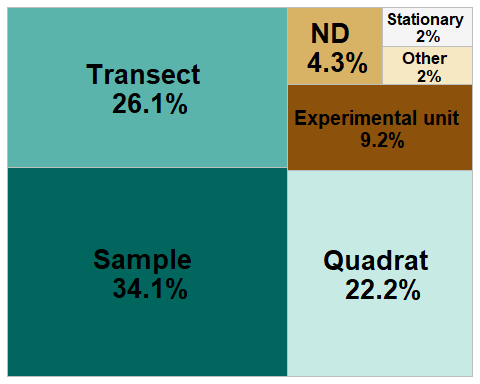 Transect
26.1%
ND
4.3%
Stationary
2%
Other
2%
Experimental unit
9.2%
Sample
34.1%
Quadrat
22.2%